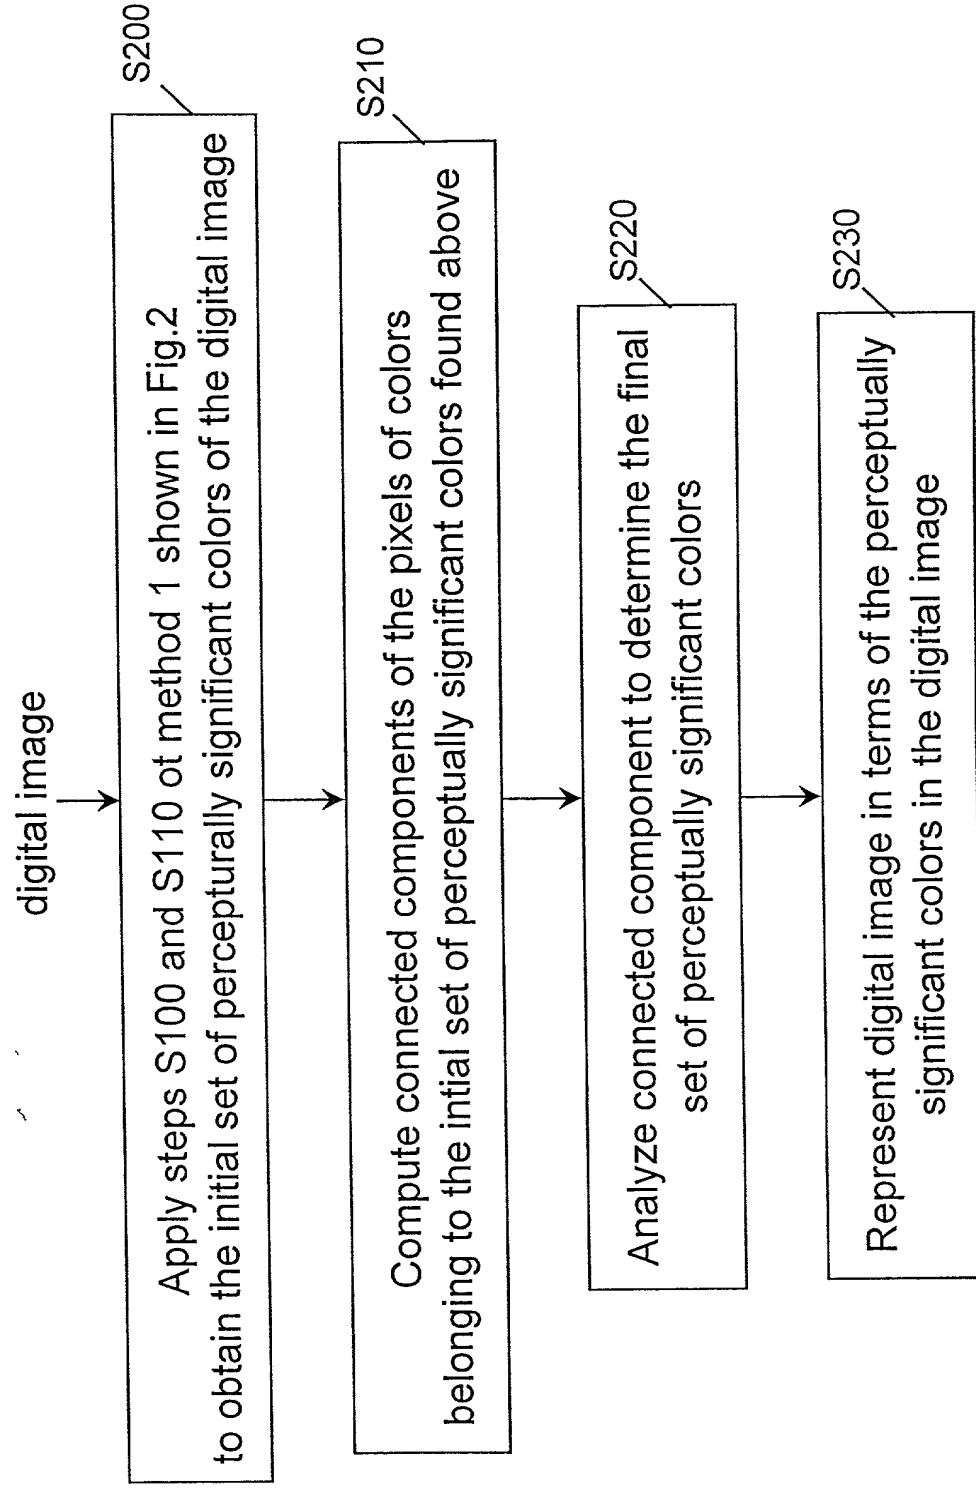 digital image
S200
Apply steps S100 and S110 ot method 1 shown in Fig.2
to obtain the initial set of percepturally significant colors of the digital image
S210
Compute connected components of the pixels of colors
belonging to the intial set of perceptually significant colors found above
S220
Analyze connected component to determine the final
set of perceptually significant colors
S230
Represent digital image in terms of the perceptually
significant colors in the digital image